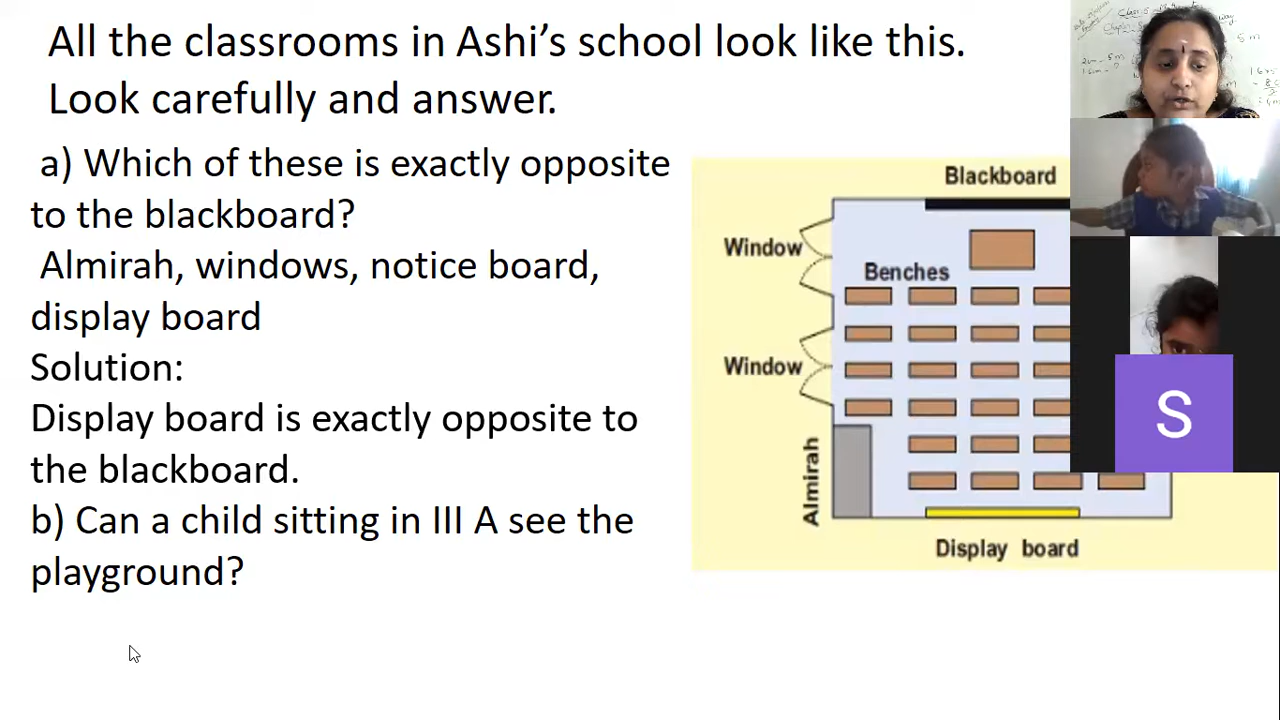 All the classrooms in Ashi’s school look like this.
Look carefully and answer.
a) Which of these is exactly opposite
to the blackboard?
Almirah, windows, notice board,
display board
Solution:
Display board is exactly opposite to
the blackboard.
b) Can a child sitting in III A see the
playground?
Blackboard
Window
Benches
Window
Almirah
Display board
S